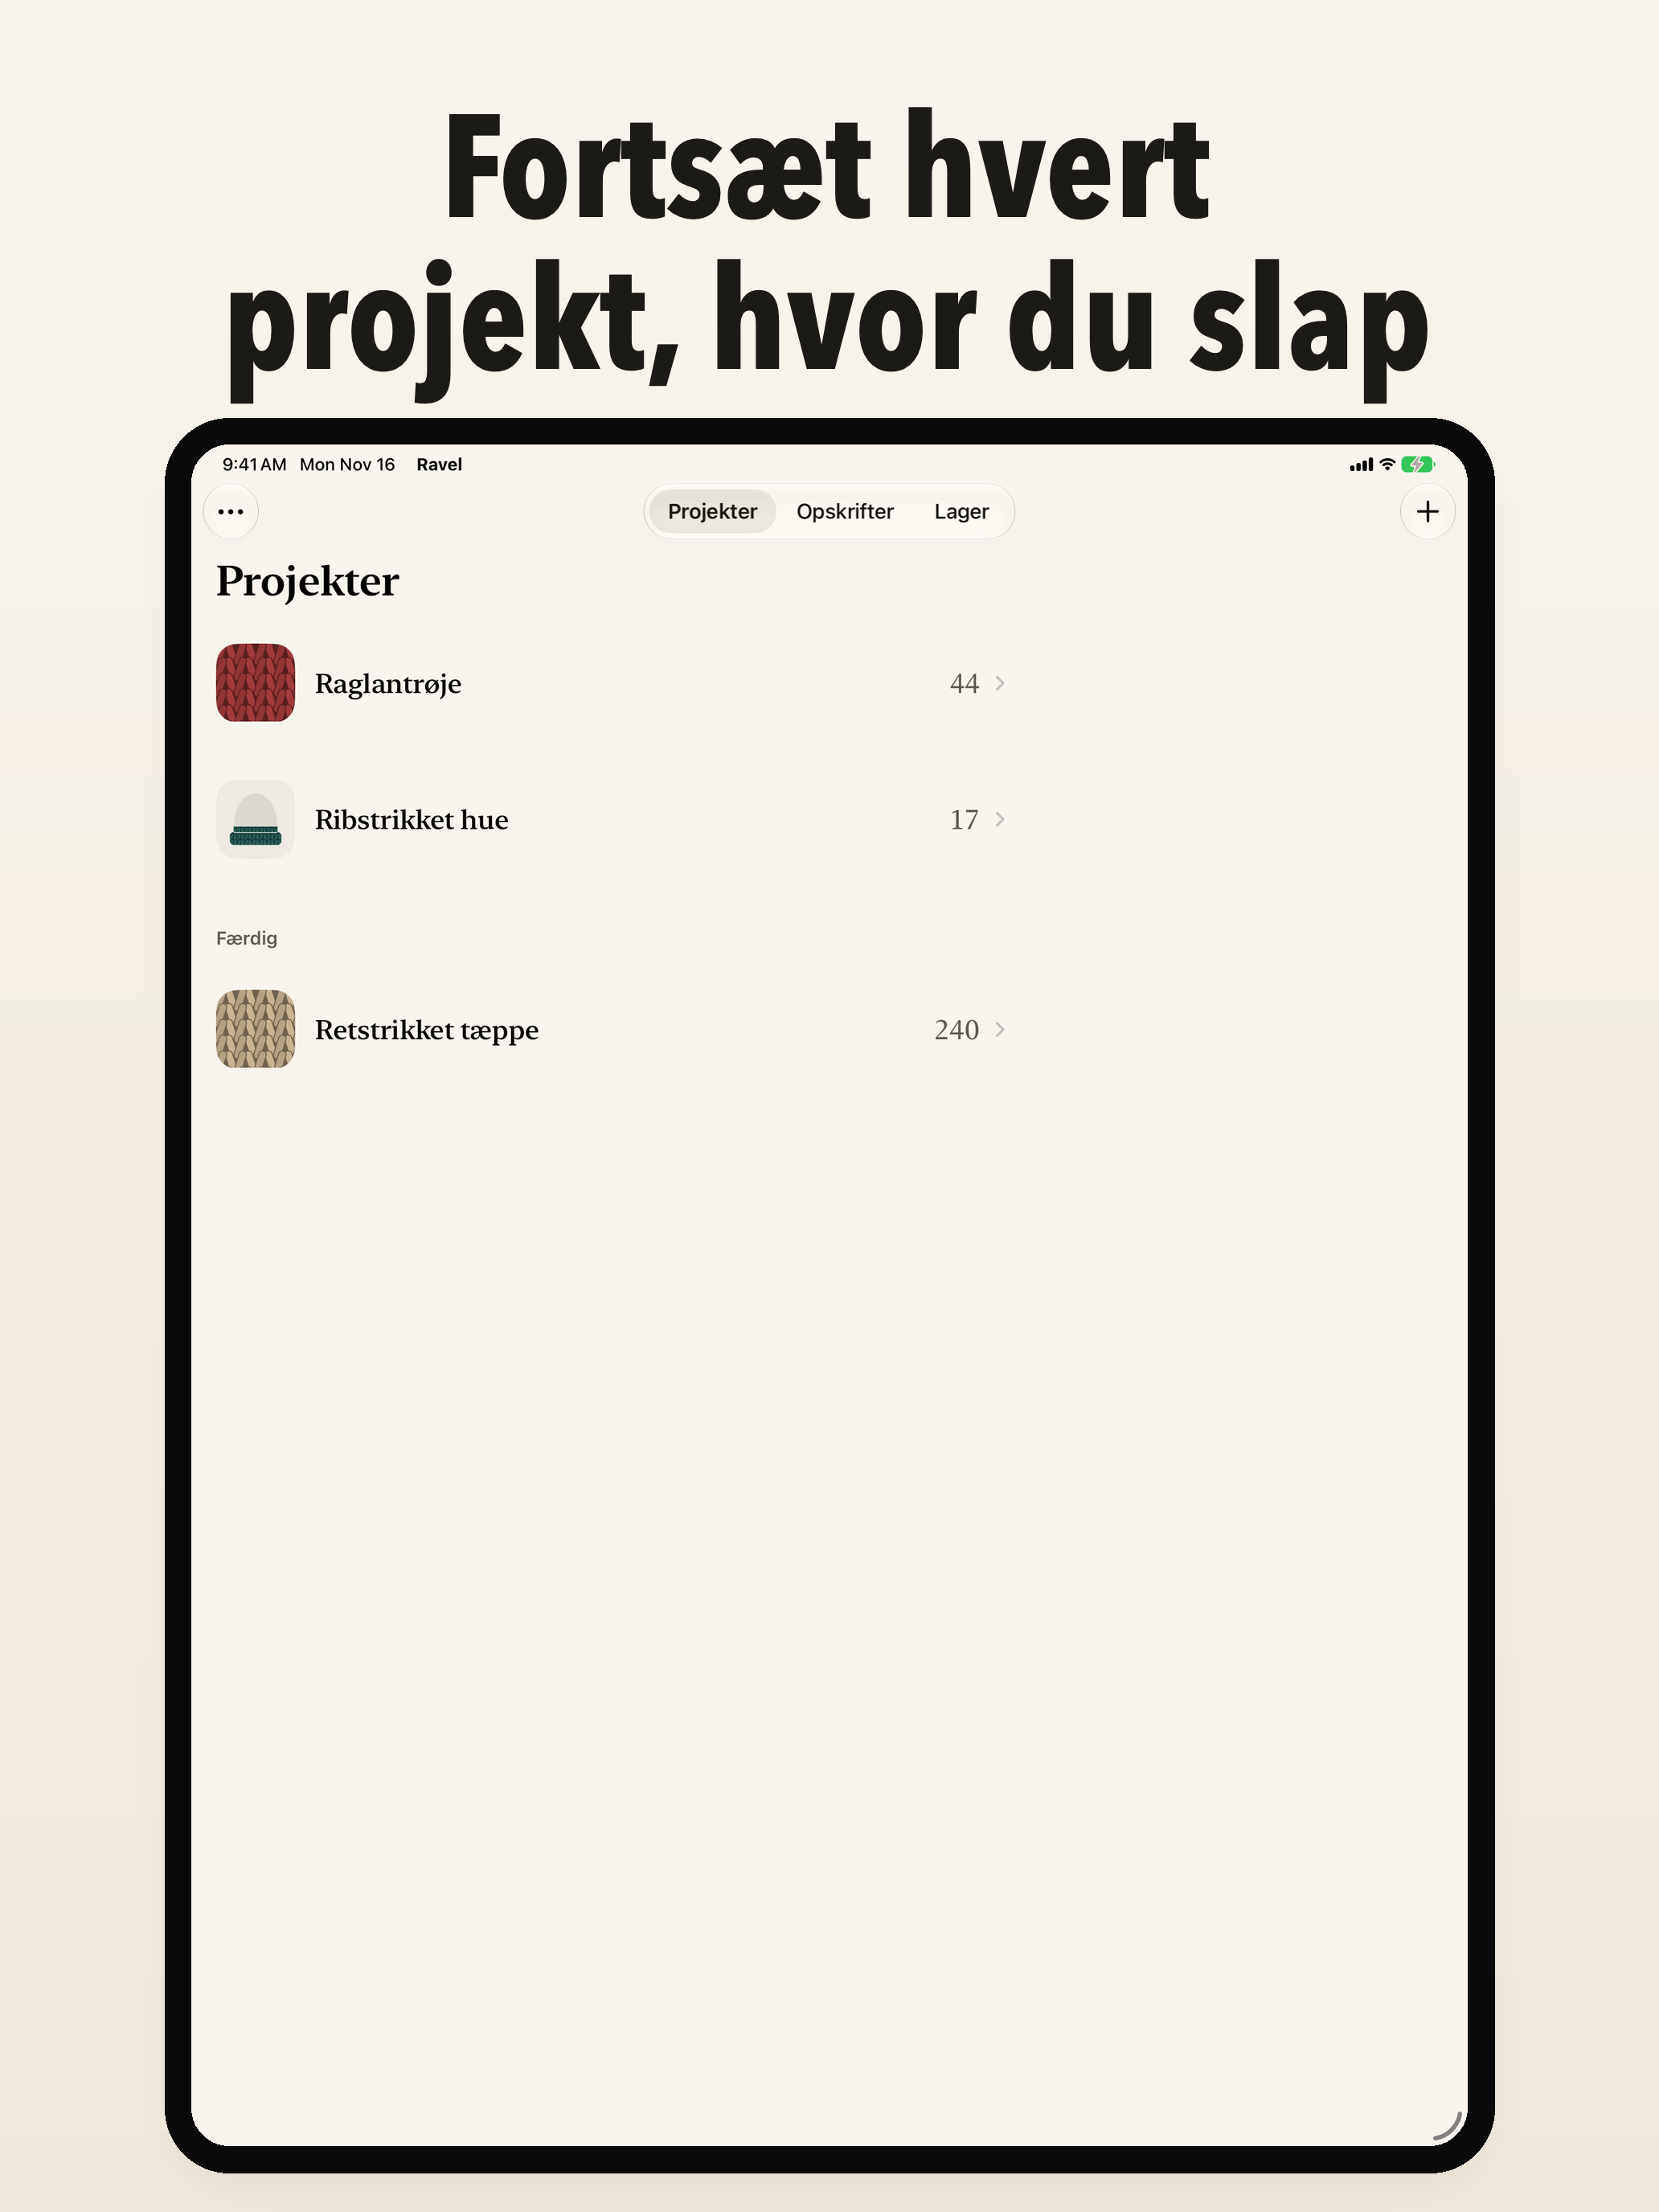 Fortsæt hvert
projekt, hvor du slap
9:41 AM Mon Nov 16 Ravel
Projekter Opskrifter Lager
Projekter
Raglantrøje 44
Ribstrikket hue 17
Færdig
Retstrikket tæppe 240